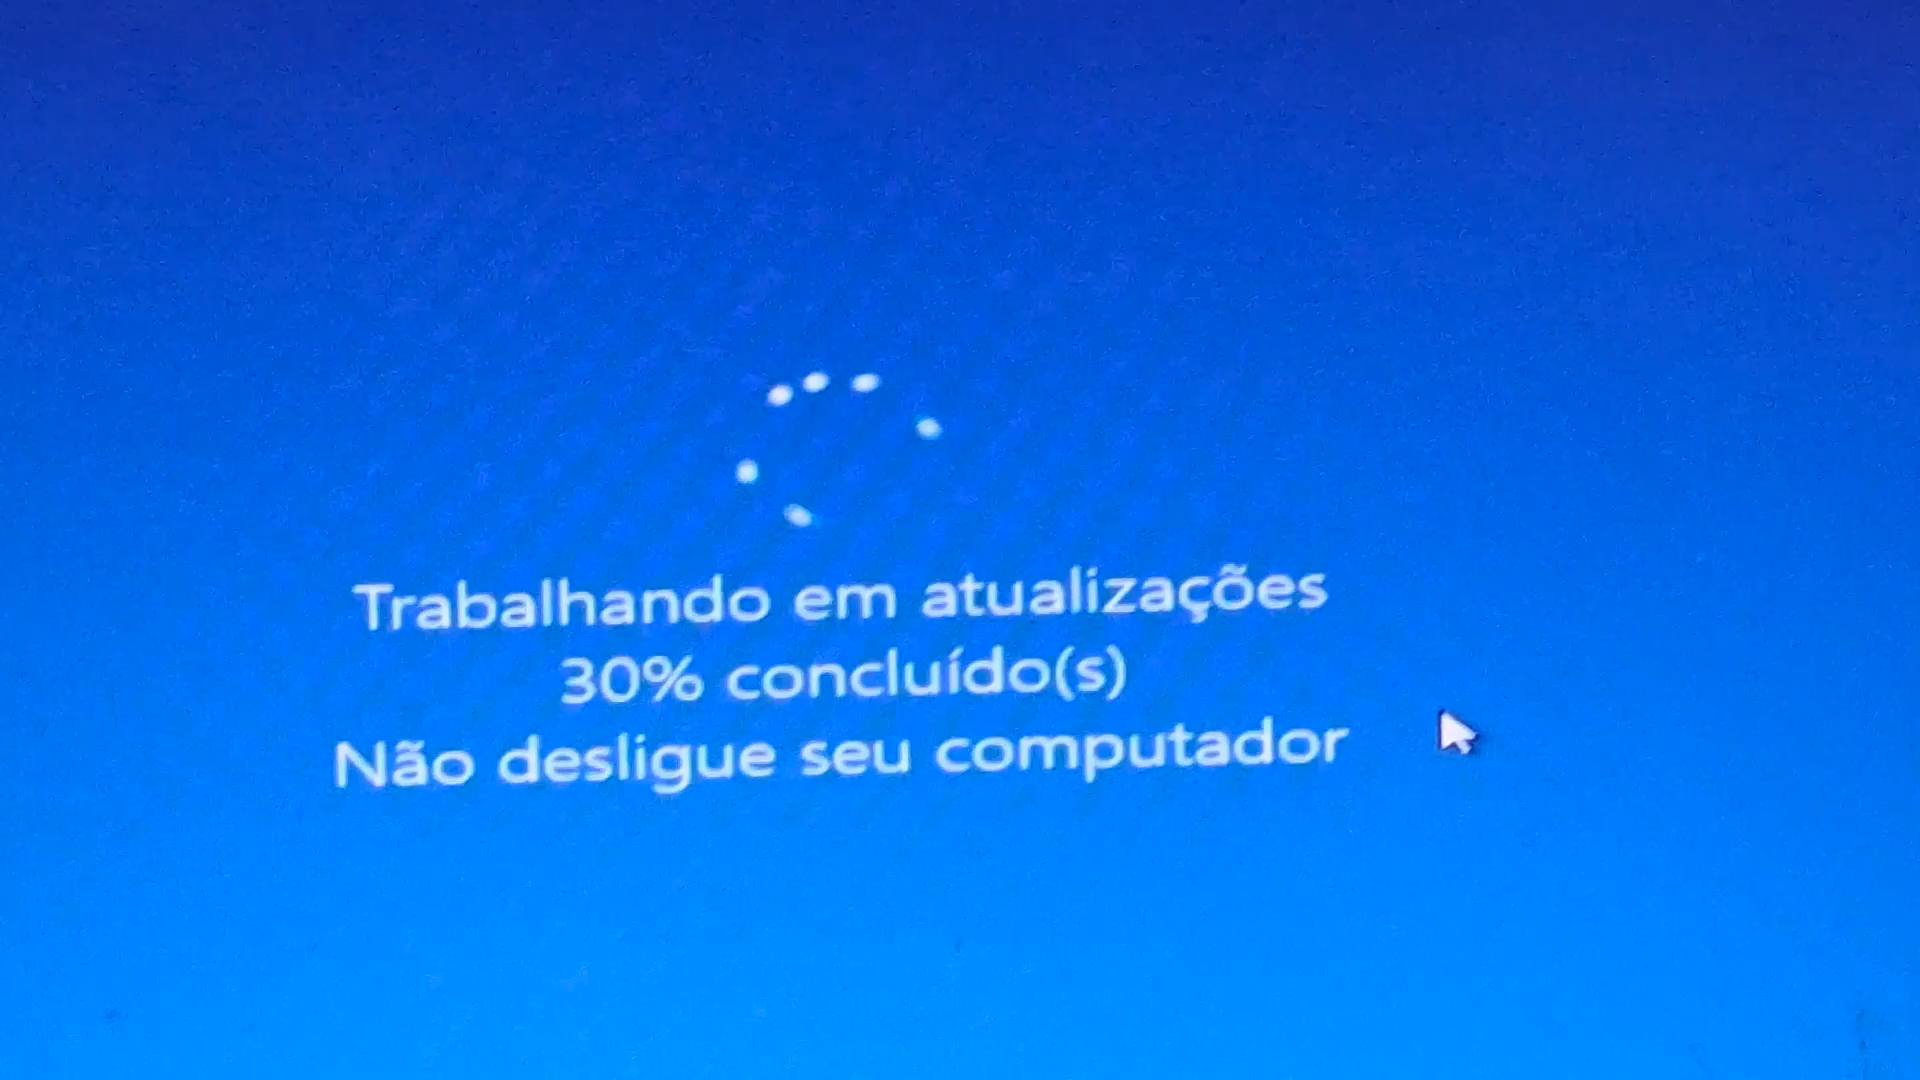 Trabalhando em atualizações
30% concluído(s)
Não desligue seu computador